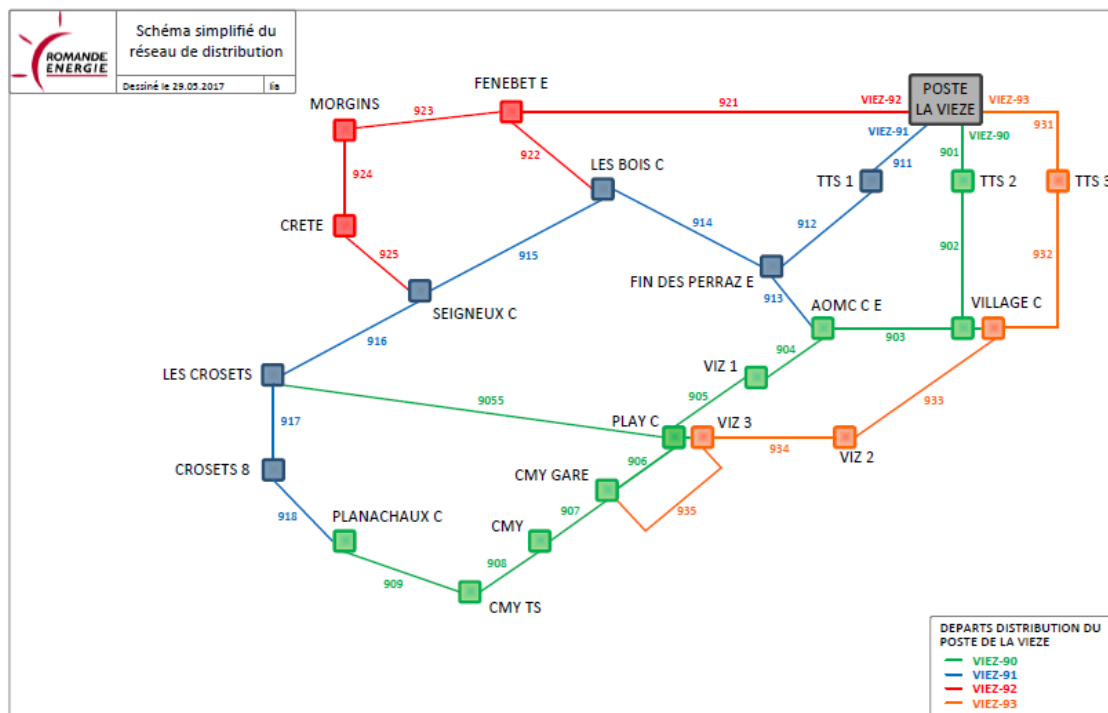 ROMANDE
ENERGIE
Schéma simplifié du
réseau de distribution
Dessiné le 29.05.2017
lia
FENEBET E
MORGINS
923
921
VIEZ-92
POSTE
LA VIEZE
VIEZ-93
931
VIEZ-91
VIEZ-90
901
911
922
LES BOIS C
TTS 1
TTS 2
TTS 3
924
CRETE
914
912
902
932
925
915
FIN DES PERRAZ E
913
SEIGNEUX C
AOMC C E
VILLAGE C
903
916
904
VIZ 1
LES CROSETS
905
9055
933
917
PLAY C
VIZ 3
934
VIZ 2
906
CROSETS 8
CMY GARE
935
907
918
PLANACHAUX C
CMY
908
909
CMY TS
DEPARTS DISTRIBUTION DU
POSTE DE LA VIEZE
VIEZ-90
VIEZ-91
VIEZ-92
VIEZ-93